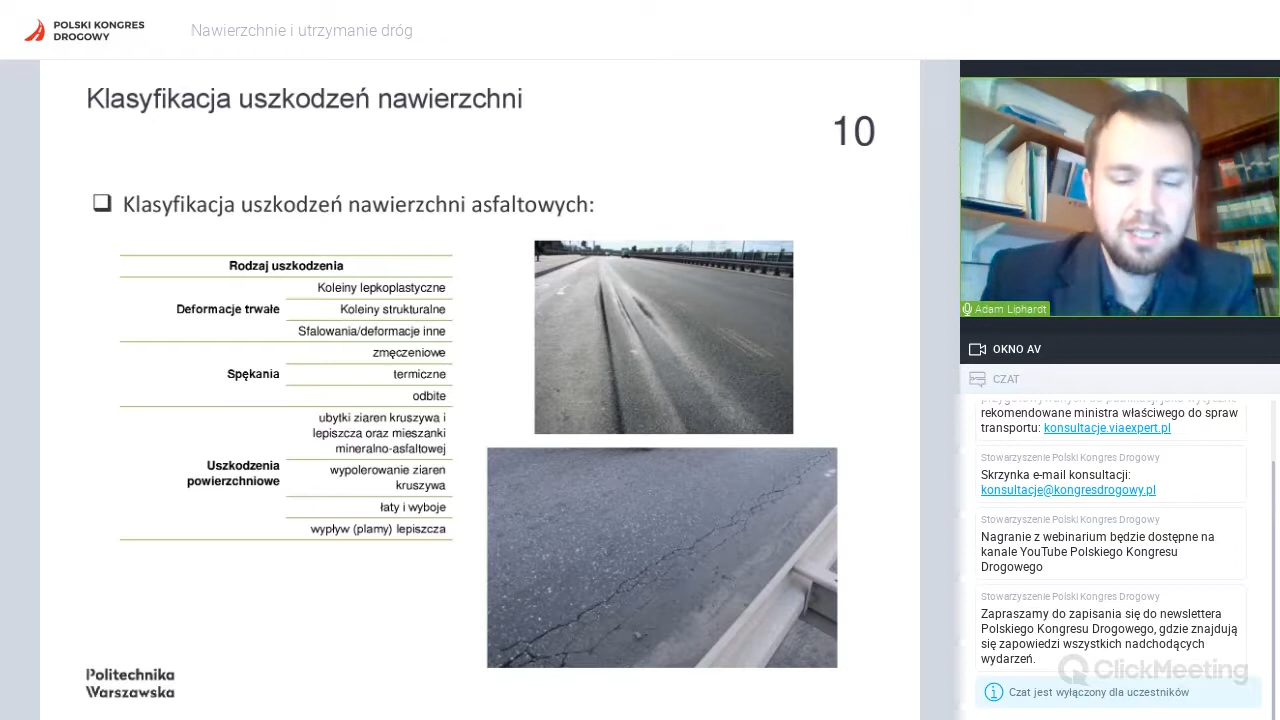 POLSKI KONGRES
DROGOWY
Nawierzchnie i utrzymanie dróg
Klasyfikacja uszkodzeń nawierzchni
10
❑ Klasyfikacja uszkodzeń nawierzchni asfaltowych:
Rodzaj uszkodzenia
Deformacje trwałe
Koleiny lepkoplastyczne
Koleiny strukturalne
Sfalowania/deformacje inne
Spękania
zmęczeniowe
termiczne
odbite
Uszkodzenia
powierzchniowe
ubytki ziaren kruszywa i
lepiszcza oraz mieszanki
mineralno-asfaltowej
wypolerowanie ziaren
kruszywa
łaty i wyboje
wypływ (plamy) lepiszcza
Politechnika
Warszawska
Adam Liphardt
OKNO AV
CZAT
rekomendowane ministra właściwego do spraw
transportu: konsultacje.viaexpert.pl
Stowarzyszenie Polski Kongres Drogowy
Skrzynka e-mail konsultacji:
konsultacje@kongresdrogowy.pl
Stowarzyszenie Polski Kongres Drogowy
Nagranie z webinarium będzie dostępne na
kanale YouTube Polskiego Kongresu
Drogowego
Stowarzyszenie Polski Kongres Drogowy
Zapraszamy do zapisania się do newslettera
Polskiego Kongresu Drogowego, gdzie znajdują
się zapowiedzi wszystkich nadchodzących
wydarzeń.
ClickMeeting
Czat jest wyłączony dla uczestników